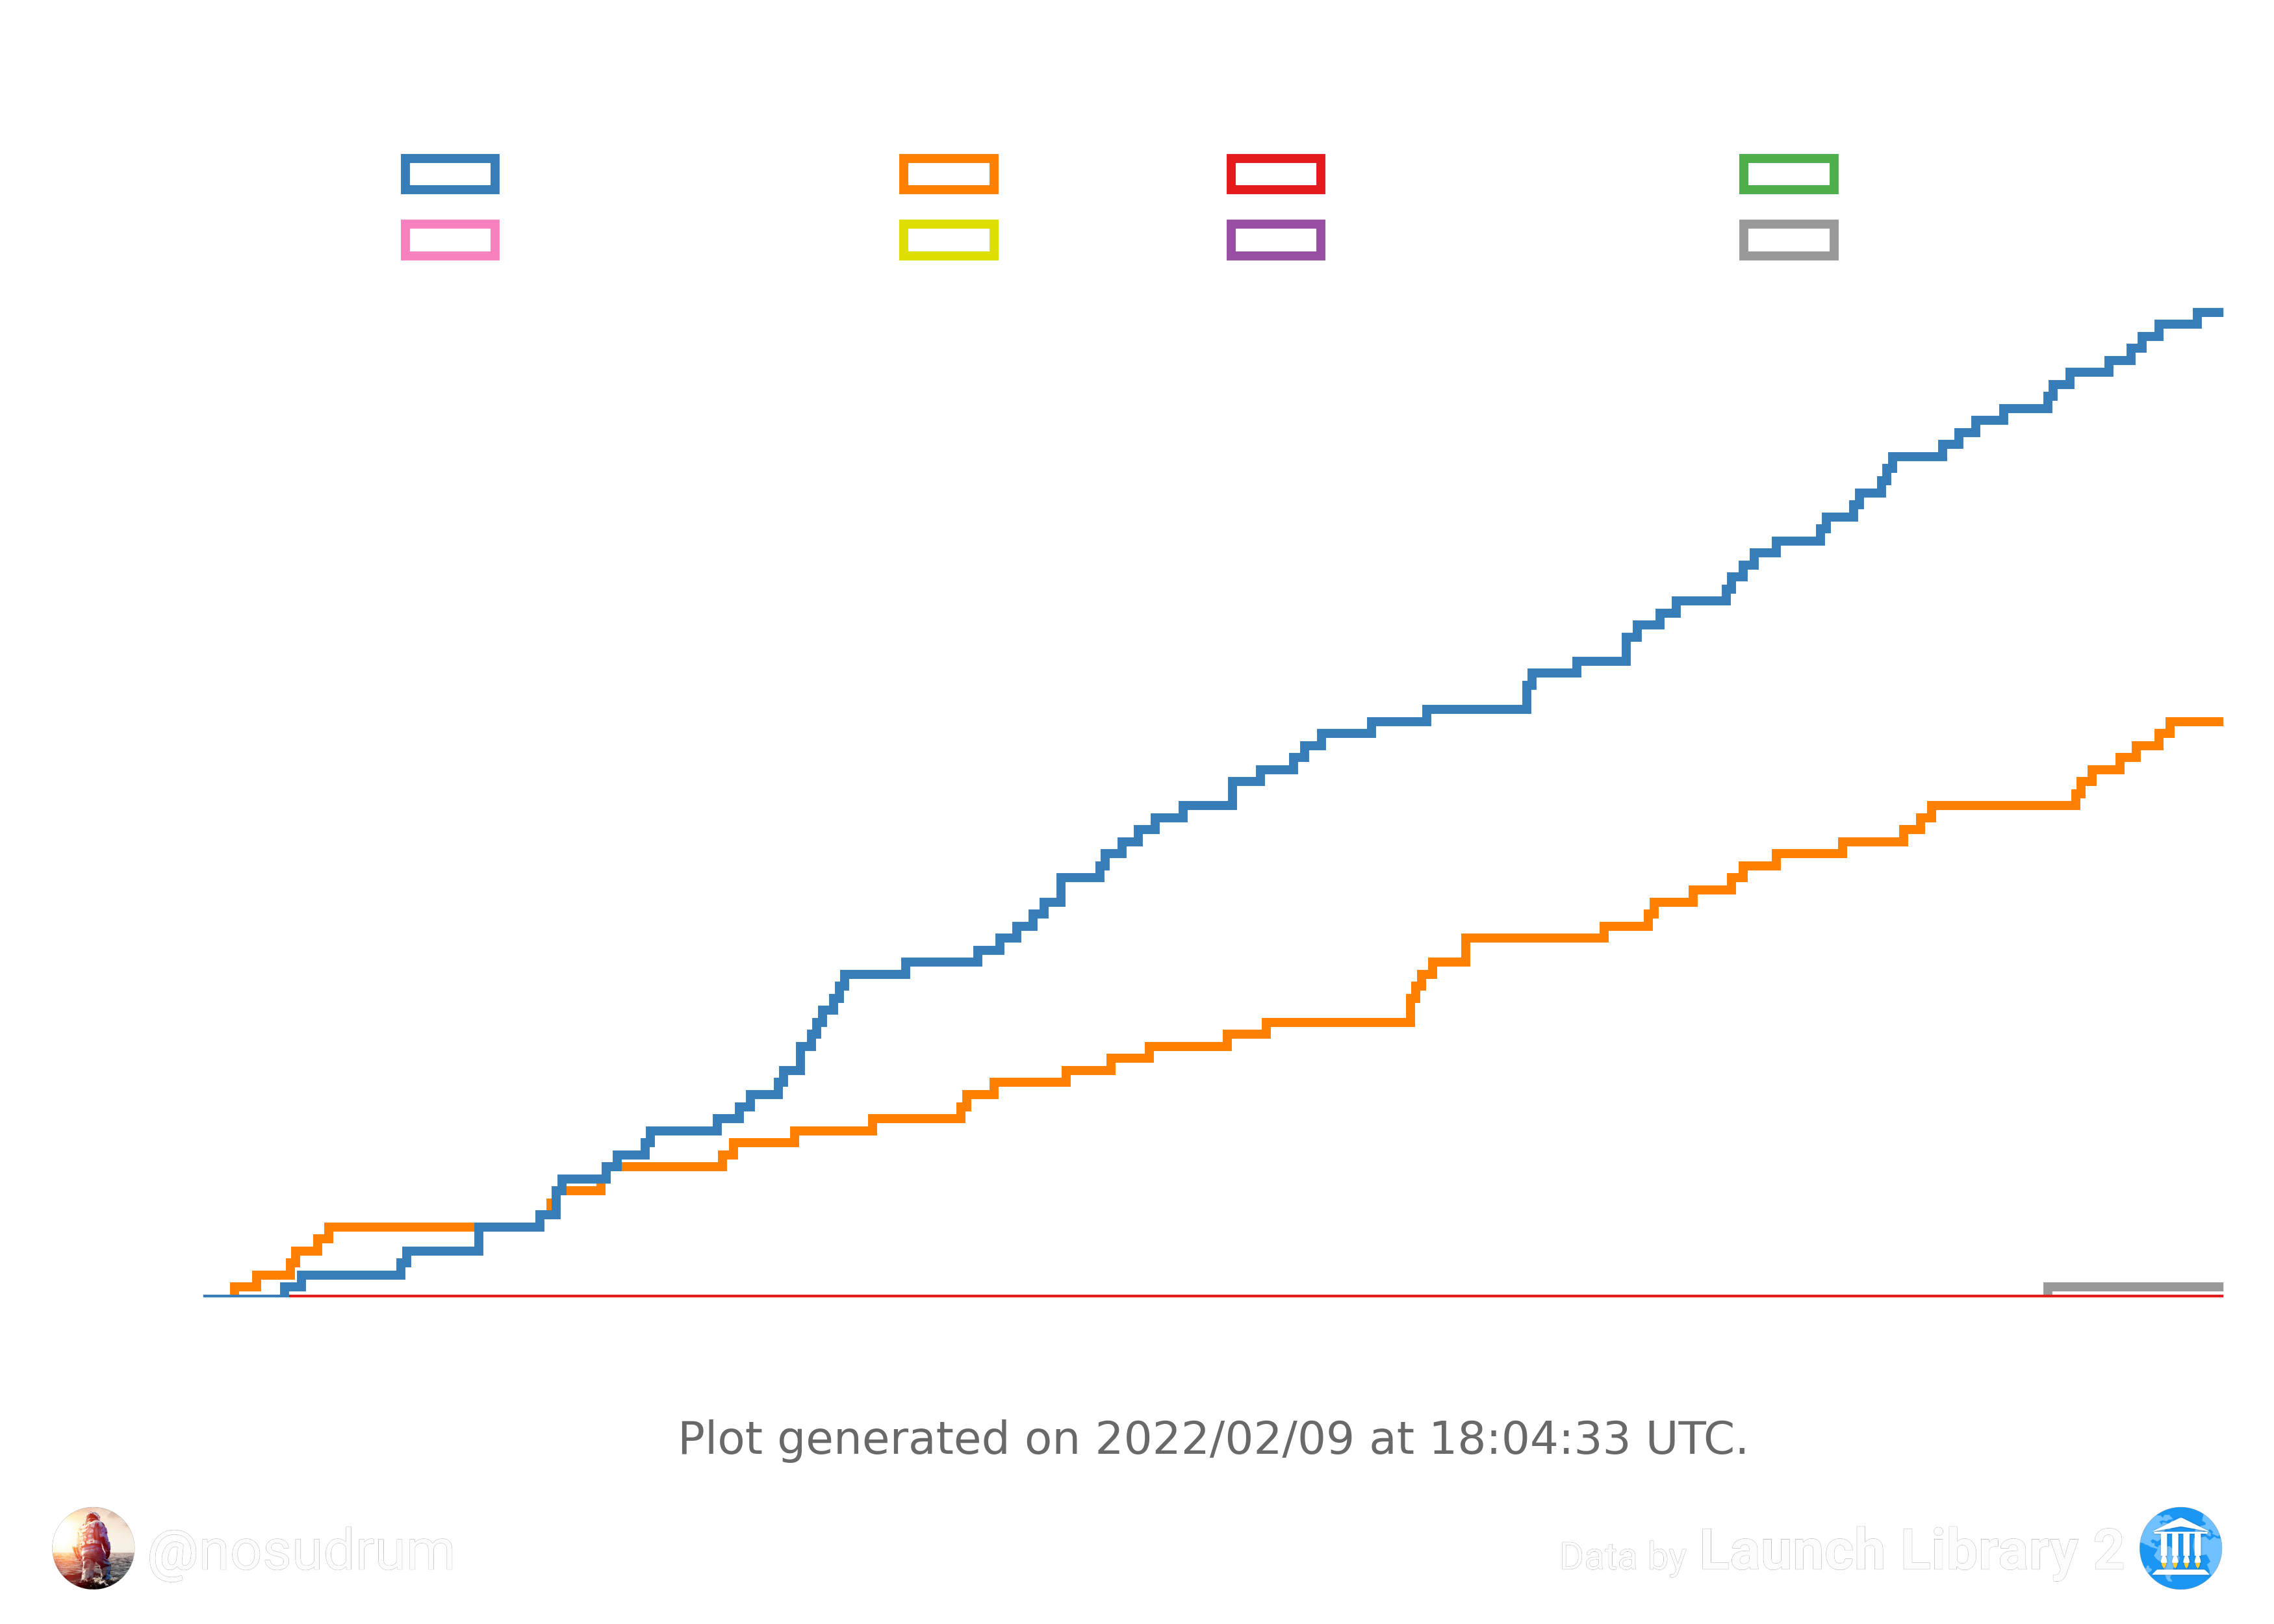 Plot generated on 2022/02/09 at 18:04:33 UTC.
@nosudrum
Data by Launch Library 2